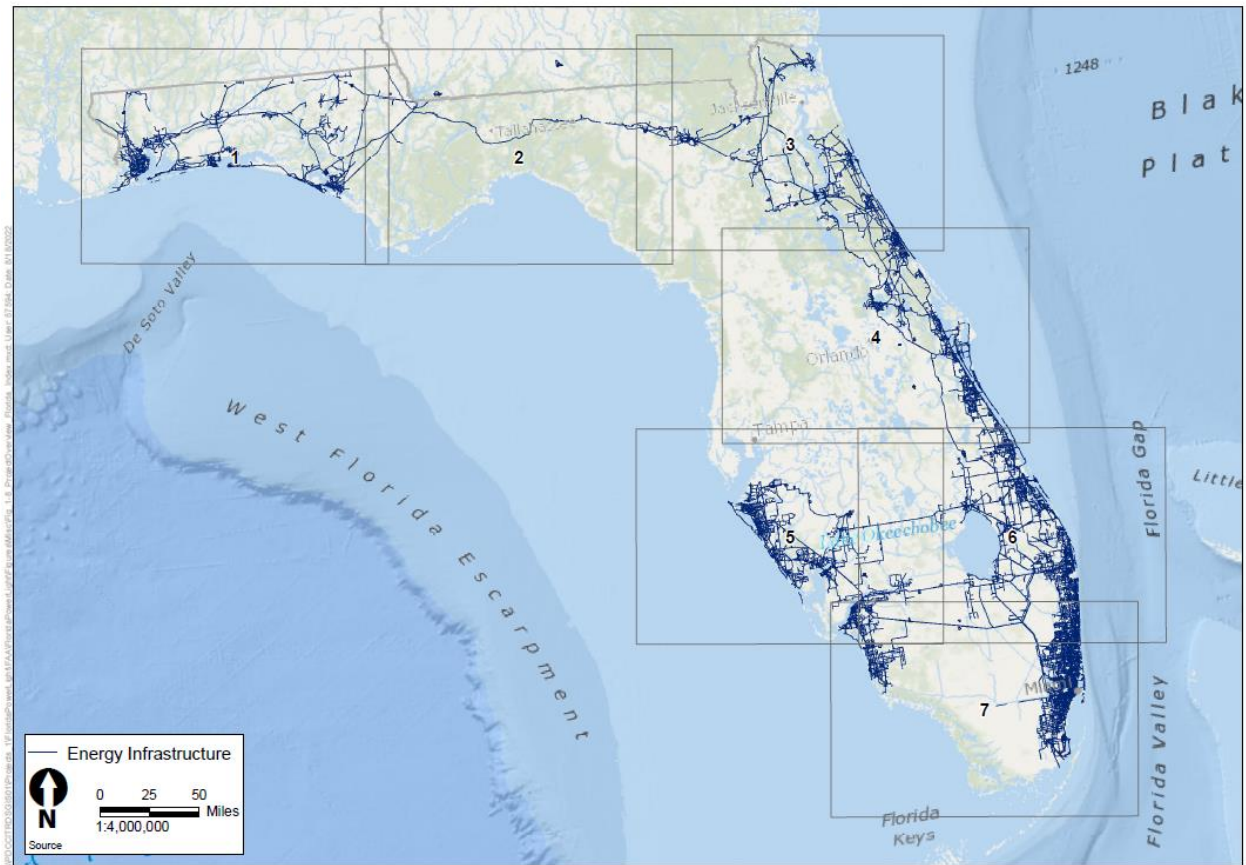 1248
Blak
Plat
Jacksonville
Tallahassee
1
2
3
De Soto Valley
4
Orlando
West Florida Escarpment
Tampa
Florida Gap
Little
5
Lake Okeechobee
6
Miami
7
Florida Valley
Florida
Keys
Energy Infrastructure
N
0 25 50
Miles
1:4,000,000
Source